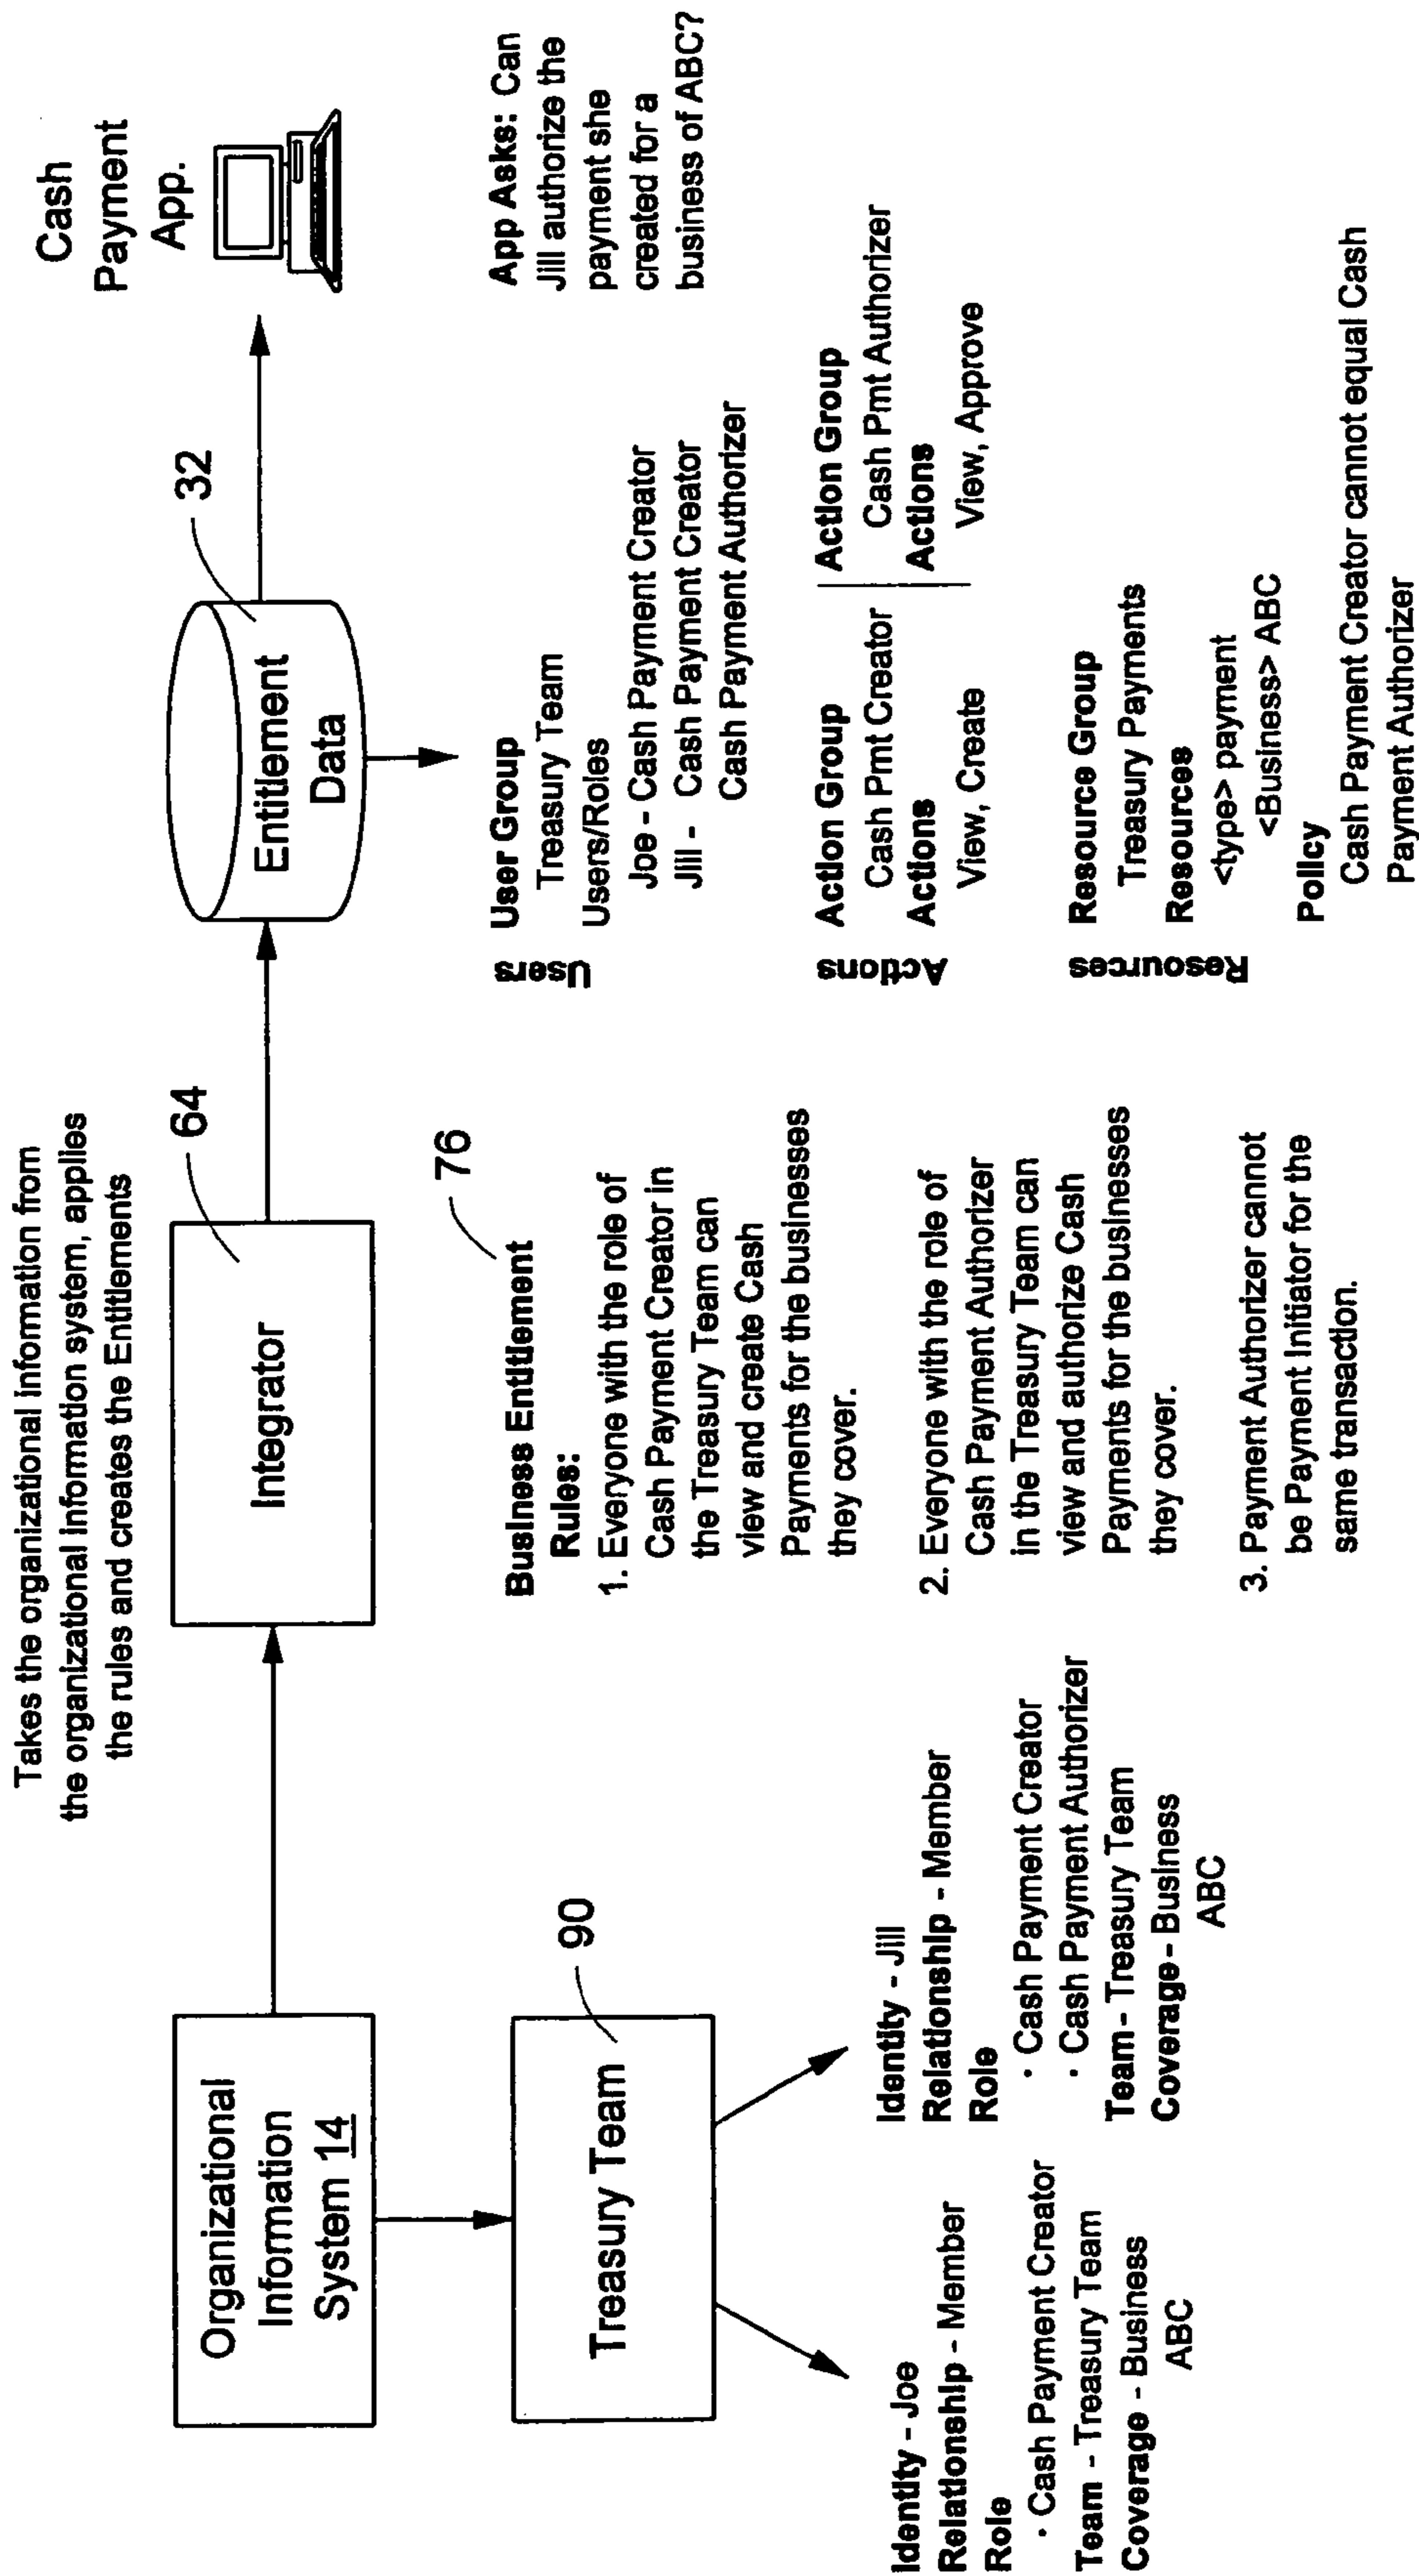 Takes the organizational information from
the organizational information system, applies
the rules and creates the Entitlements
Organizational
Information
System 14
Integrator
64
Entitlement
Data
32
Cash
Payment
App.
Treasury Team
90
Identity - Joe
Relationship - Member
Role
· Cash Payment Creator
Team - Treasury Team
Coverage - Business
ABC
Identity - Jill
Relationship - Member
Role
· Cash Payment Creator
· Cash Payment Authorizer
Team - Treasury Team
Coverage - Business
ABC
76
Business Entitlement
Rules:
1. Everyone with the role of
Cash Payment Creator in
the Treasury Team can
view and create Cash
Payments for the businesses
they cover.
2. Everyone with the role of
Cash Payment Authorizer
in the Treasury Team can
view and authorize Cash
Payments for the businesses
they cover.
3. Payment Authorizer cannot
be Payment Initiator for the
same transaction.
Users
User Group
Treasury Team
Users/Roles
Joe - Cash Payment Creator
Jill - Cash Payment Creator
Cash Payment Authorizer
Actions
Action Group
Cash Pmt Creator
Actions
View, Create
Action Group
Cash Pmt Authorizer
Actions
View, Approve
Resources
Resource Group
Treasury Payments
Resources
<type> payment
<Business> ABC
Policy
Cash Payment Creator cannot equal Cash
Payment Authorizer
App Asks: Can
Jill authorize the
payment she
created for a
business of ABC?